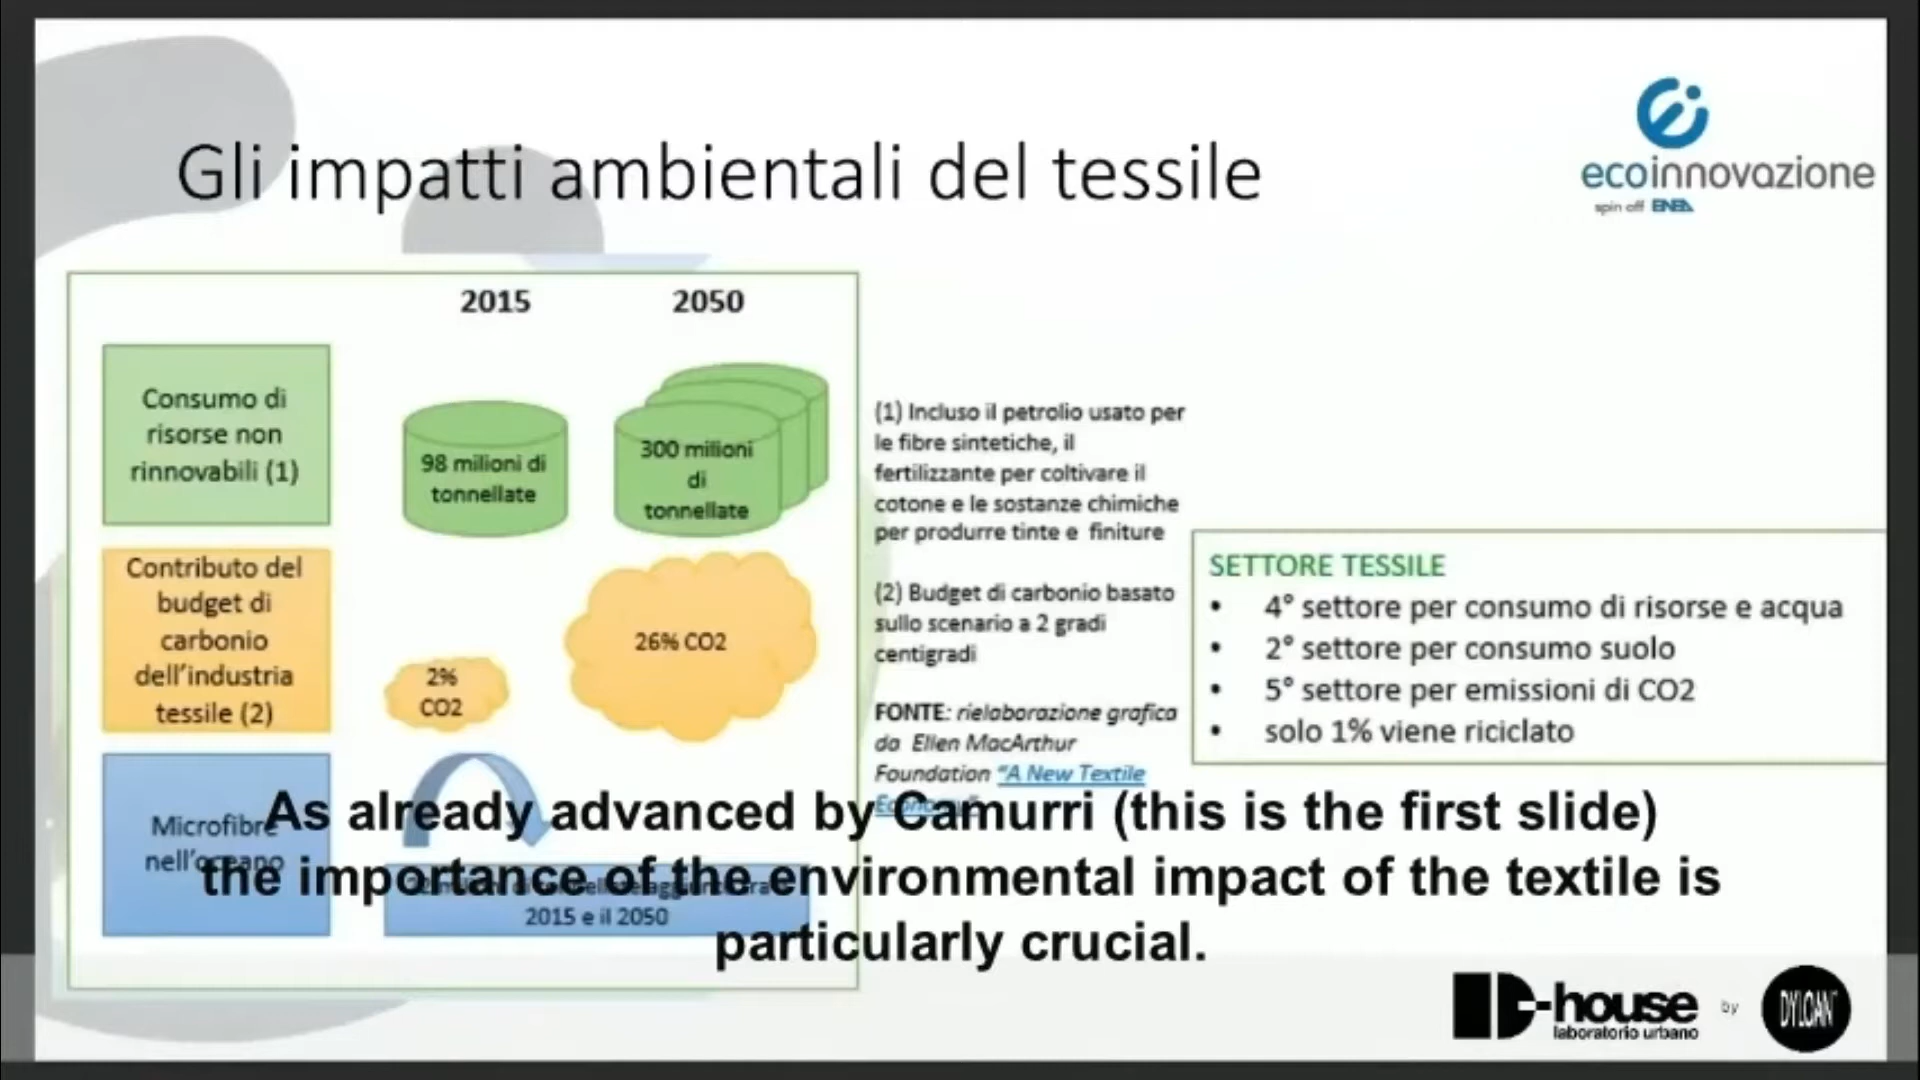 Gli impatti ambientali del tessile
ecoinnovazione
spin off ENEA
2015
2050
Consumo di
risorse non
rinnovabili (1)
98 milioni di
tonnellate
300 milioni
di
tonnellate
Contributo del
budget di
carbonio
dell'industria
tessile (2)
2%
CO2
26% CO2
Microfibre
nell'oceano
2015 e il 2050
(1) Incluso il petrolio usato per
le fibre sintetiche, il
fertilizzante per coltivare il
cotone e le sostanze chimiche
per produrre tinte e finiture
(2) Budget di carbonio basato
sullo scenario a 2 gradi
centigradi
FONTE: rielaborazione grafica
da Ellen MacArthur
Foundation "A New Textile
Economy"
SETTORE TESSILE
• 4° settore per consumo di risorse e acqua
• 2° settore per consumo suolo
• 5° settore per emissioni di CO2
• solo 1% viene riciclato
As already advanced by Camurri (this is the first slide)
the importance of the environmental impact of the textile is
particularly crucial.
D-house
laboratorio urbano
by
DYLOAN